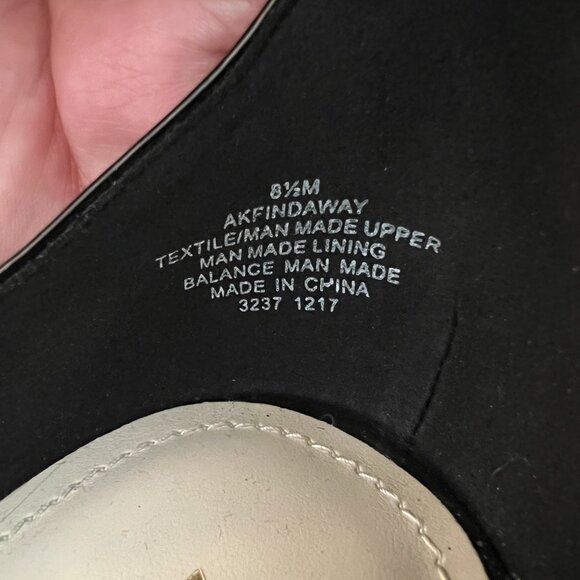 8½M
AKFINDAWAY
TEXTILE/MAN MADE UPPER
MAN MADE LINING
BALANCE MAN MADE
MADE IN CHINA
3237 1217